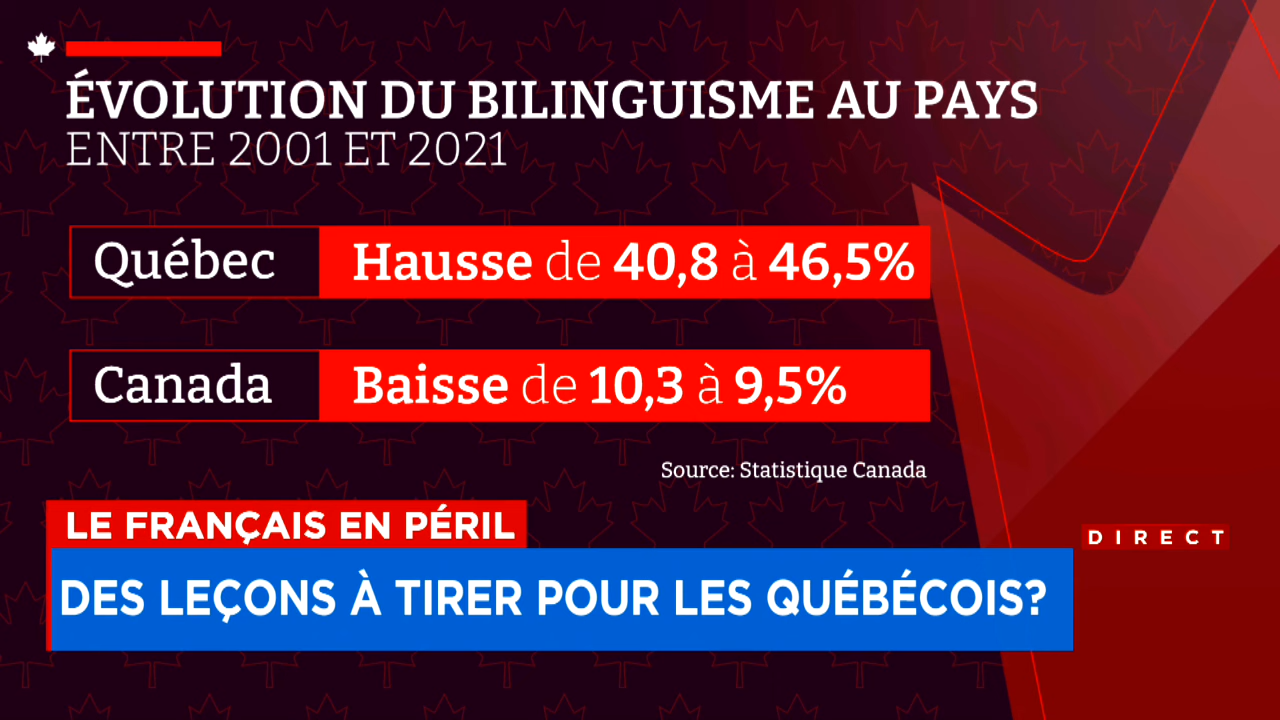 ÉVOLUTION DU BILINGUISME AU PAYS
ENTRE 2001 ET 2021
Québec Hausse de 40,8 à 46,5%
Canada Baisse de 10,3 à 9,5%
Source: Statistique Canada
LE FRANÇAIS EN PÉRIL
DIRECT
DES LEÇONS À TIRER POUR LES QUÉBÉCOIS?